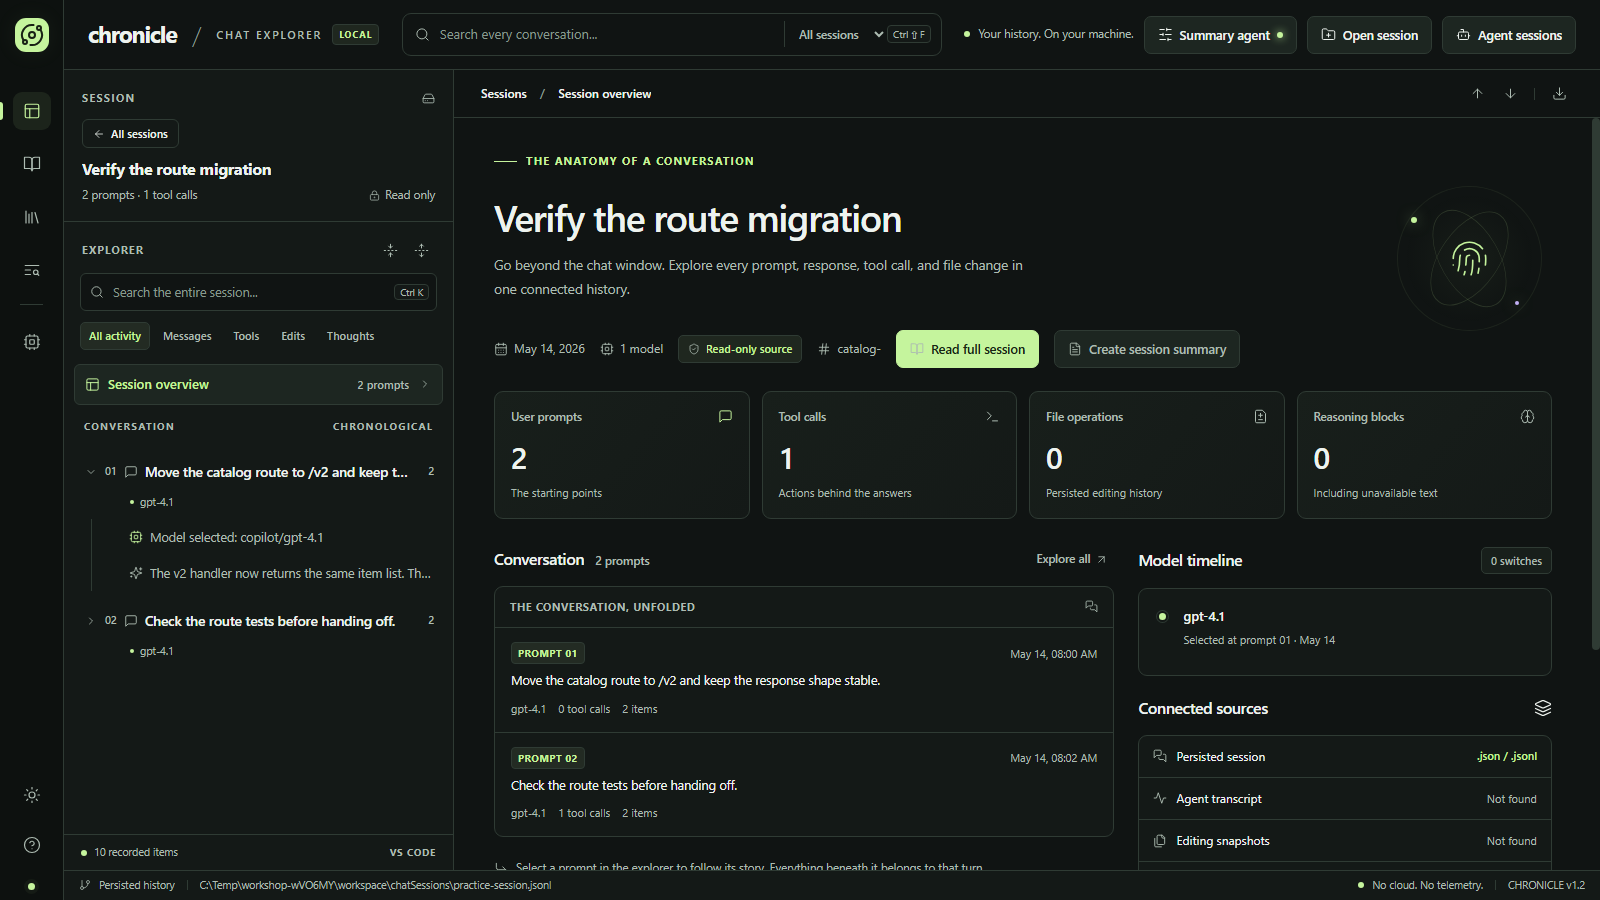 chronicle / CHAT EXPLORER LOCAL
Search every conversation...
All sessions
Ctrl ⇧ F
Your history. On your machine.
Summary agent
Open session
Agent sessions
SESSION
All sessions
Verify the route migration
2 prompts · 1 tool calls
Read only
EXPLORER
Search the entire session...
Ctrl K
All activity
Messages
Tools
Edits
Thoughts
Session overview
2 prompts
CONVERSATION
CHRONOLOGICAL
01 Move the catalog route to /v2 and keep t... 2
gpt-4.1
Model selected: copilot/gpt-4.1
The v2 handler now returns the same item list. Th...
02 Check the route tests before handing off. 2
gpt-4.1
10 recorded items
VS CODE
Sessions / Session overview
THE ANATOMY OF A CONVERSATION
Verify the route migration
Go beyond the chat window. Explore every prompt, response, tool call, and file change in
one connected history.
May 14, 2026
1 model
Read-only source
# catalog-
Read full session
Create session summary
User prompts
2
The starting points
Tool calls
1
Actions behind the answers
File operations
0
Persisted editing history
Reasoning blocks
0
Including unavailable text
Conversation 2 prompts
Explore all
THE CONVERSATION, UNFOLDED
PROMPT 01
May 14, 08:00 AM
Move the catalog route to /v2 and keep the response shape stable.
gpt-4.1 0 tool calls 2 items
PROMPT 02
May 14, 08:02 AM
Check the route tests before handing off.
gpt-4.1 1 tool calls 2 items
Select a prompt in the explorer to follow its story. Everything beneath it belongs to that turn.
Model timeline
0 switches
gpt-4.1
Selected at prompt 01 · May 14
Connected sources
Persisted session
.json / .jsonl
Agent transcript
Not found
Editing snapshots
Not found
Persisted history
C:\Temp\workshop-wVO6MY\workspace\chatSessions\practice-session.jsonl
No cloud. No telemetry.
CHRONICLE v1.2